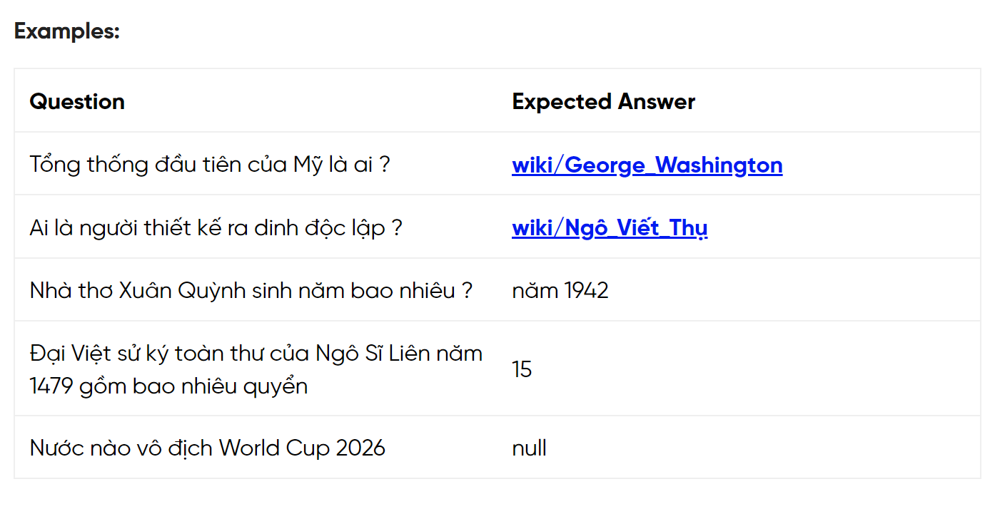 Examples:
Question Expected Answer
Tổng thống đầu tiên của Mỹ là ai ? wiki/George_Washington
Ai là người thiết kế ra dinh độc lập ? wiki/Ngô_Viết_Thụ
Nhà thơ Xuân Quỳnh sinh năm bao nhiêu ? năm 1942
Đại Việt sử ký toàn thư của Ngô Sĩ Liên năm
1479 gồm bao nhiêu quyển
15
Nước nào vô địch World Cup 2026 null